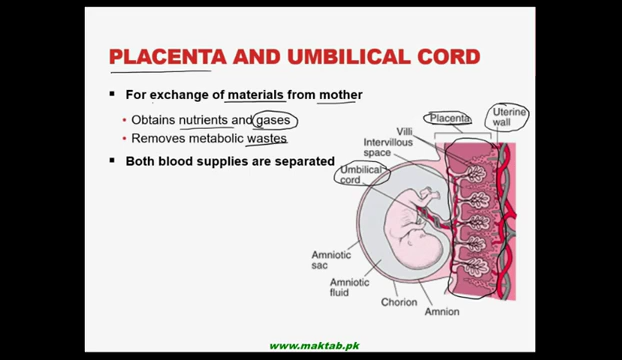 PLACENTA AND UMBILICAL CORD
For exchange of materials from mother
Obtains nutrients and gases
Removes metabolic wastes
Both blood supplies are separated
Placenta
Uterine
wall
Villi
Intervillous
space
Umbilical
cord
Amniotic
sac
Amniotic
fluid
Chorion
Amnion
www.maktab.pk